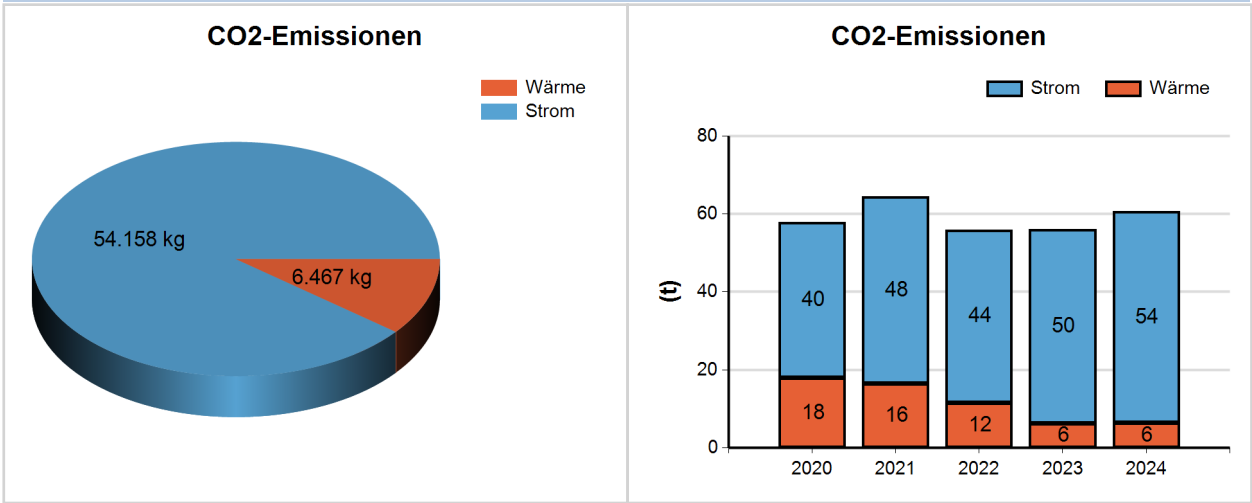 CO2-Emissionen
Wärme
Strom
54.158 kg
6.467 kg
CO2-Emissionen
Strom Wärme
(t)
80
60
40
20
0
40 48 44 50 54
18 16 12 6 6
2020 2021 2022 2023 2024